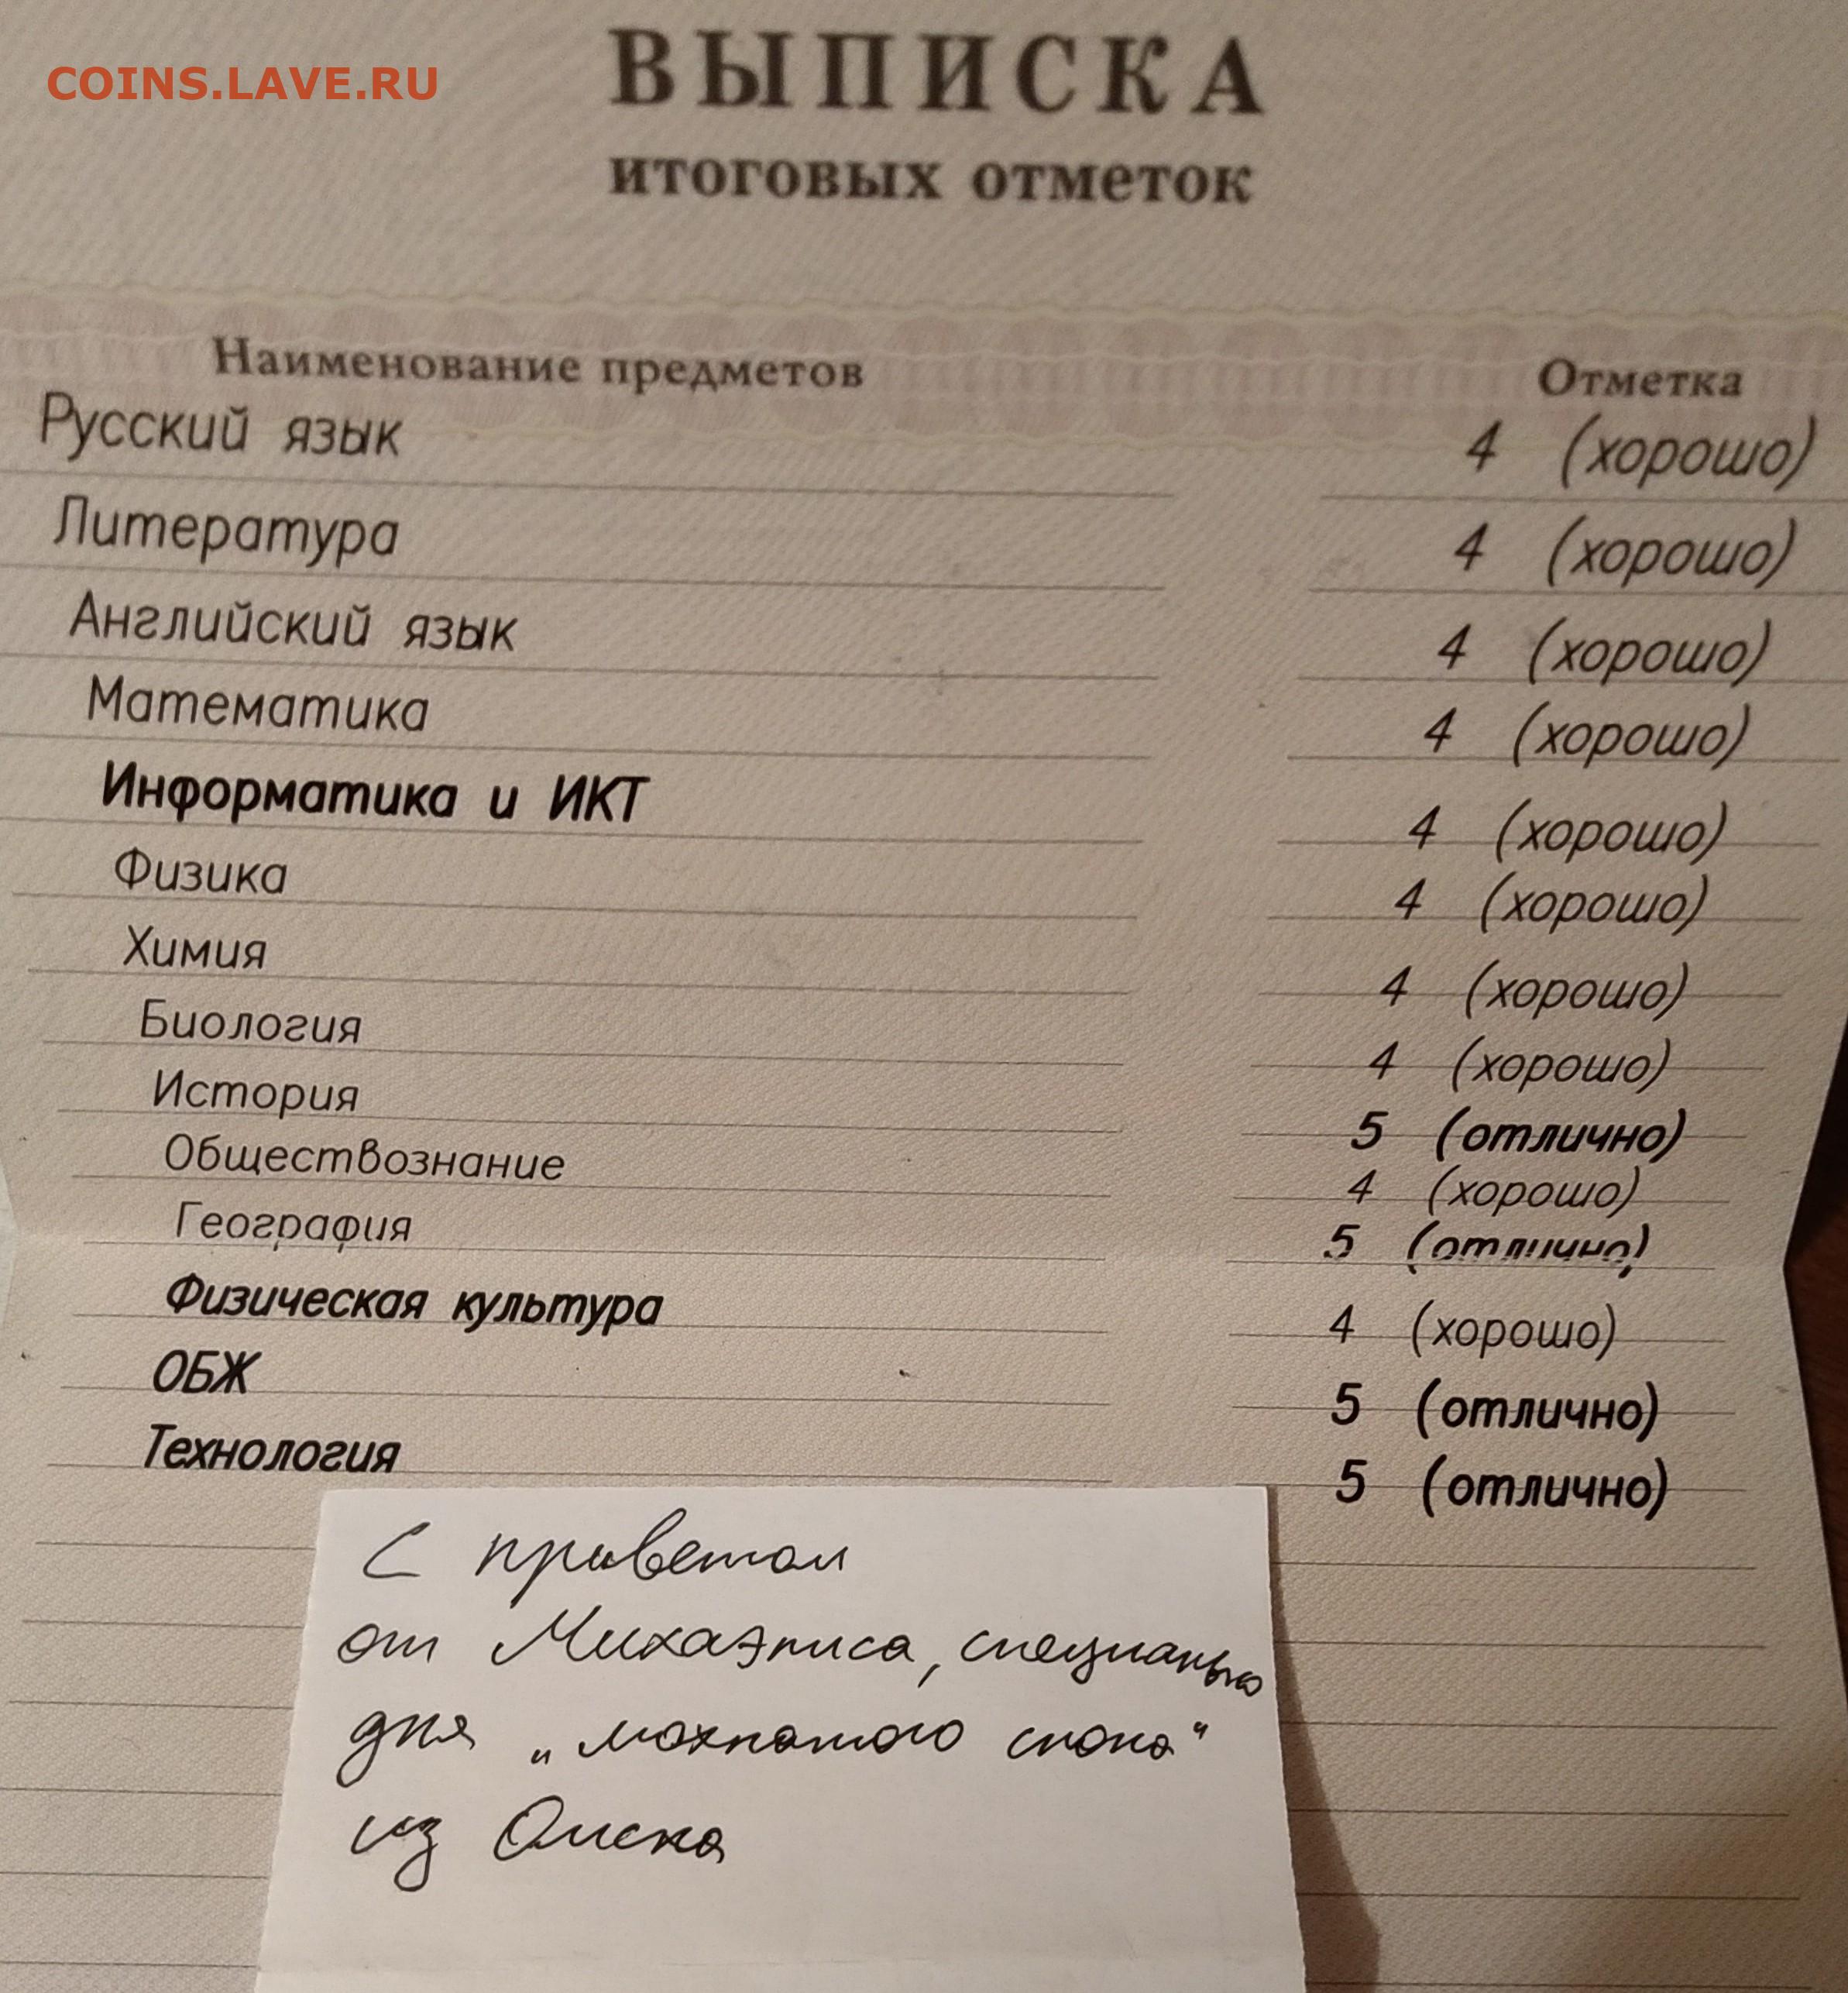 COINS.LAVE.RU
ВЫПИСКА
итоговых отметок
Наименование предметов Отметка
Русский язык 4 (хорошо)
Литература 4 (хорошо)
Английский язык 4 (хорошо)
Математика 4 (хорошо)
Информатика и ИКТ 4 (хорошо)
Физика 4 (хорошо)
Химия 4 (хорошо)
Биология 4 (хорошо)
История 5 (отлично)
Обществознание 4 (хорошо)
География 5 (отлично)
Физическая культура 4 (хорошо)
ОБЖ 5 (отлично)
Технология 5 (отлично)
С приветом
от Михаэлиса, специально
для "мохнатого слона"
из Омска